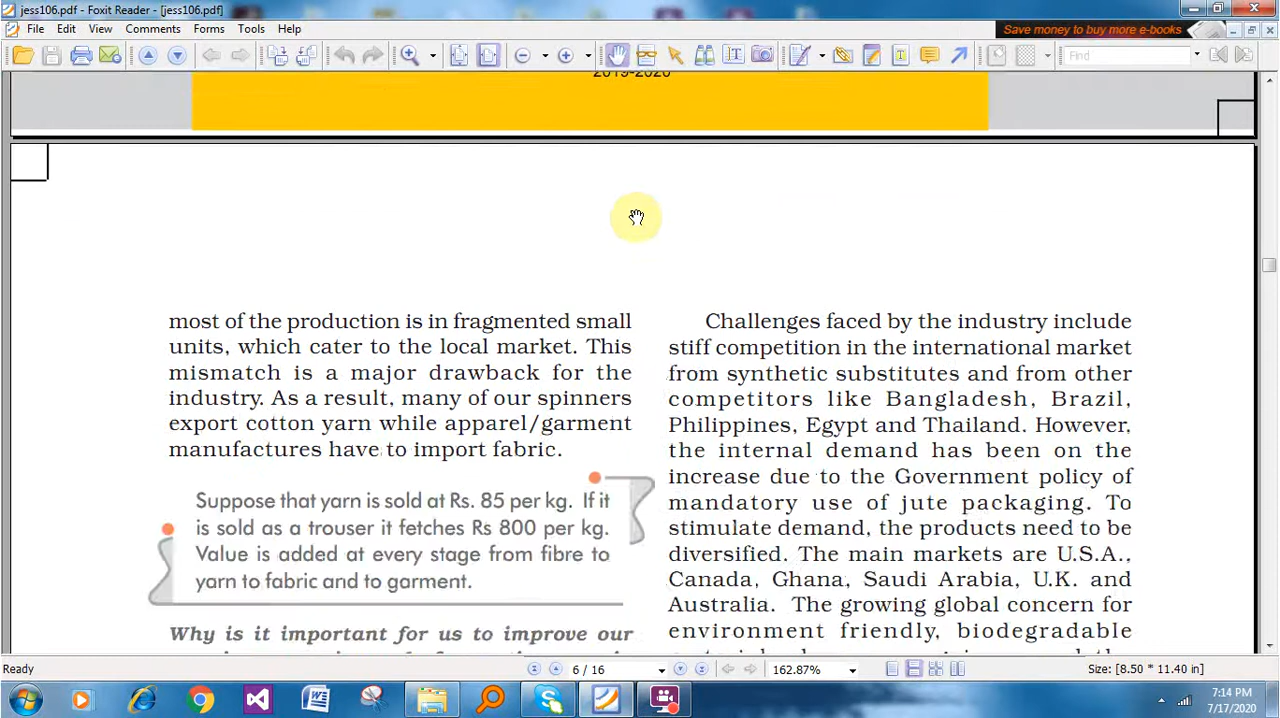 jess106.pdf - Foxit Reader - [jess106.pdf]
File Edit View Comments Forms Tools Help
Save money to buy more e-books
Find
2019-2020
most of the production is in fragmented small
units, which cater to the local market. This
mismatch is a major drawback for the
industry. As a result, many of our spinners
export cotton yarn while apparel/garment
manufactures have to import fabric.
Suppose that yarn is sold at Rs. 85 per kg. If it
is sold as a trouser it fetches Rs 800 per kg.
Value is added at every stage from fibre to
yarn to fabric and to garment.
Why is it important for us to improve our
Challenges faced by the industry include
stiff competition in the international market
from synthetic substitutes and from other
competitors like Bangladesh, Brazil,
Philippines, Egypt and Thailand. However,
the internal demand has been on the
increase due to the Government policy of
mandatory use of jute packaging. To
stimulate demand, the products need to be
diversified. The main markets are U.S.A.,
Canada, Ghana, Saudi Arabia, U.K. and
Australia. The growing global concern for
environment friendly, biodegradable
Ready
6 / 16
162.87%
Size: [8.50 * 11.40 in]
7:14 PM
7/17/2020